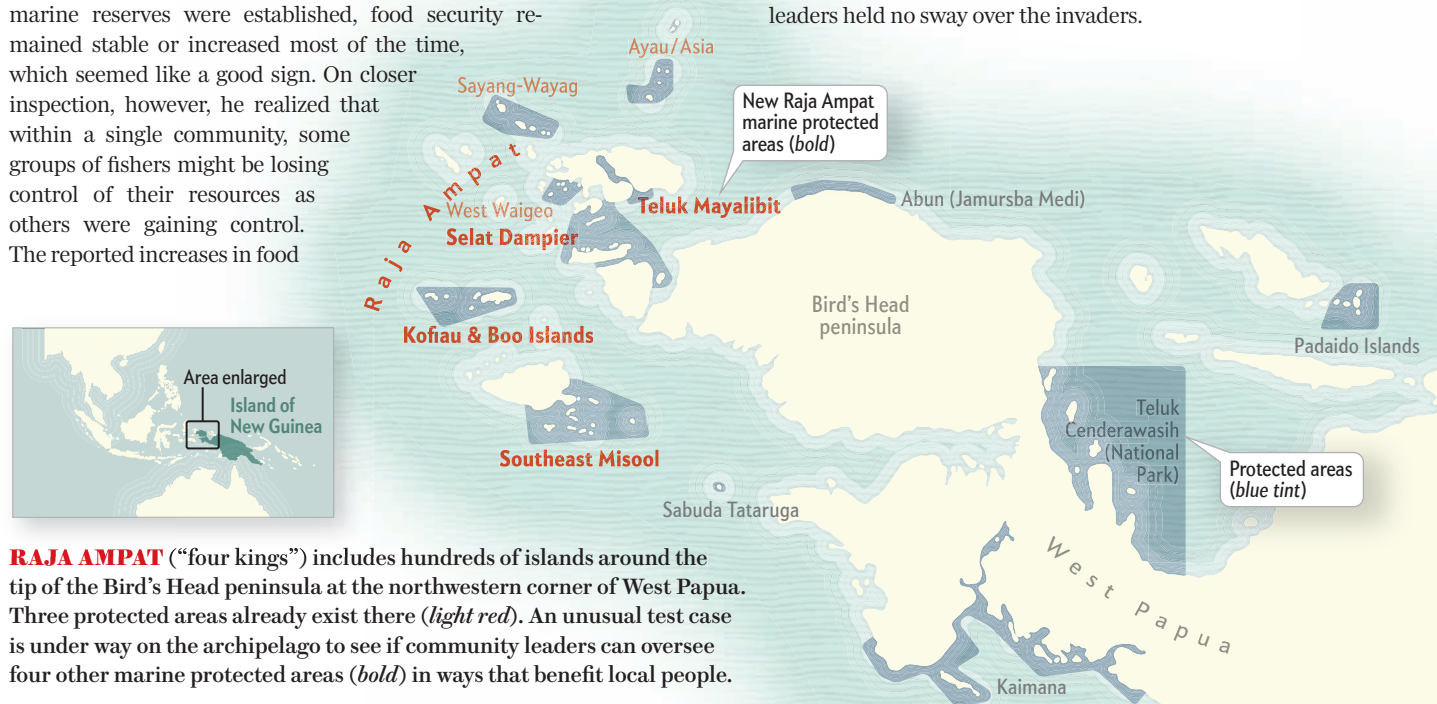 marine reserves were established, food security re-
mained stable or increased most of the time,
which seemed like a good sign. On closer
inspection, however, he realized that
within a single community, some
groups of fishers might be losing
control of their resources as
others were gaining control.
The reported increases in food
leaders held no sway over the invaders.
Ayau/Asia
Sayang-Wayag
New Raja Ampat
marine protected
areas (bold)
Raja Ampat
West Waigeo
Teluk Mayalibit
Abun (Jamursba Medi)
Selat Dampier
Kofiau & Boo Islands
Bird's Head
peninsula
Padaido Islands
Area enlarged
Island of
New Guinea
Southeast Misool
Teluk
Cenderawasih
(National
Park)
Protected areas
(blue tint)
Sabuda Tataruga
West Papua
Kaimana
RAJA AMPAT (“four kings”) includes hundreds of islands around the
tip of the Bird's Head peninsula at the northwestern corner of West Papua.
Three protected areas already exist there (light red). An unusual test case
is under way on the archipelago to see if community leaders can oversee
four other marine protected areas (bold) in ways that benefit local people.